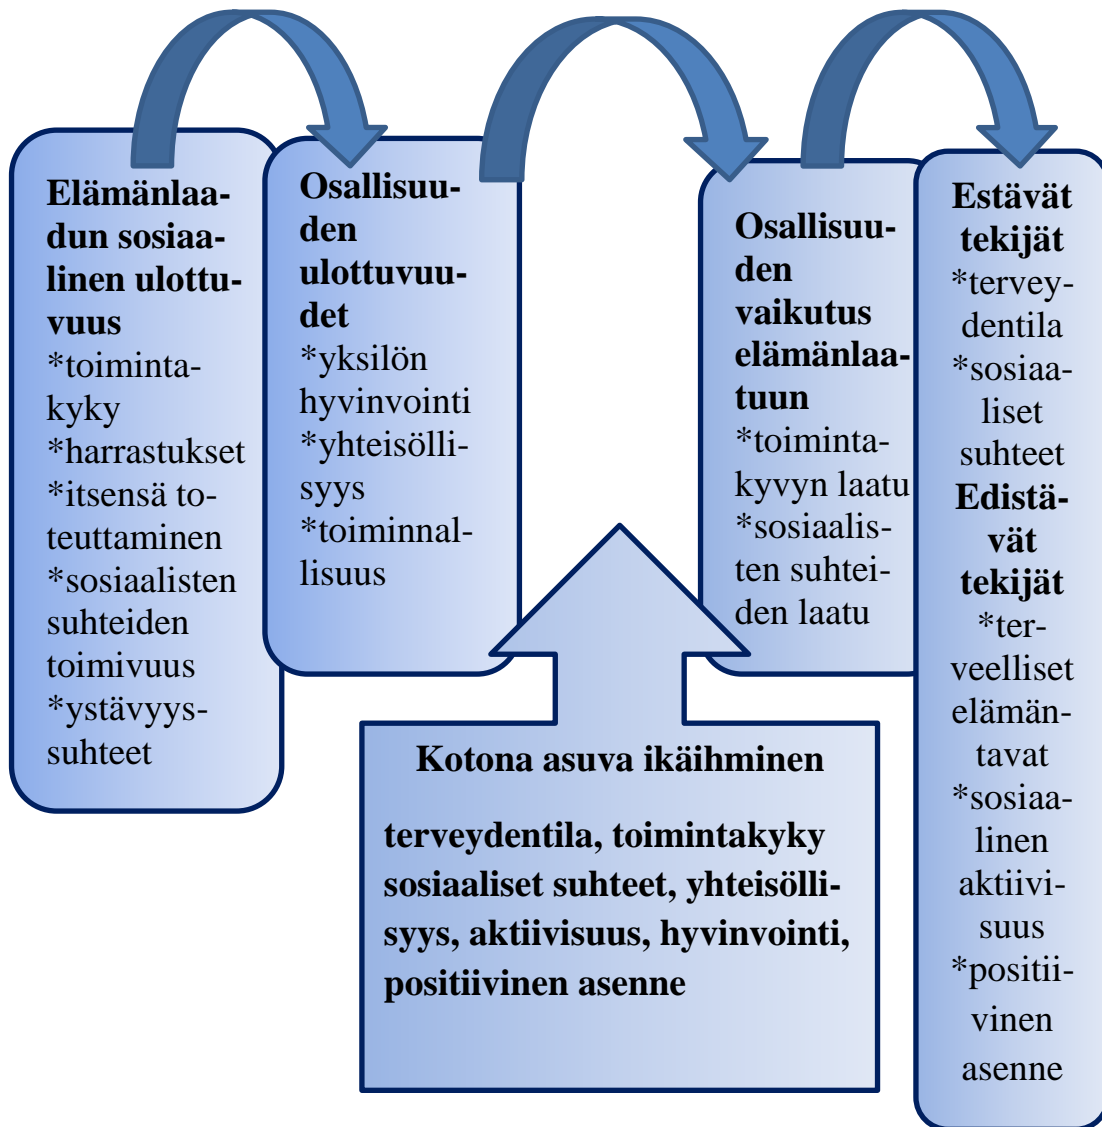 Elämänlaa-
dun sosiaa-
linen ulottu-
vuus
*toiminta-
kyky
*harrastukset
*itsensä to-
teuttaminen
*sosiaalisten
suhteiden
toimivuus
*ystävyys-
suhteet
Osallisuu-
den
ulottuvuu-
det
*yksilön
hyvinvointi
*yhteisölli-
syys
*toiminnal-
lisuus
Osallisuu-
den
vaikutus
elämänlaa-
tuun
*toiminta-
kyvyn laatu
*sosiaalis-
ten suhtei-
den laatu
Estävät
tekijät
*tervey-
dentila
*sosiaa-
liset
suhteet
Edistä-
vät
tekijät
*ter-
veelliset
elämän-
tavat
*sosiaa-
linen
aktiivi-
suus
*positii-
vinen
asenne
Kotona asuva ikäihminen
terveydentila, toimintakyky
sosiaaliset suhteet, yhteisölli-
syys, aktiivisuus, hyvinvointi,
positiivinen asenne